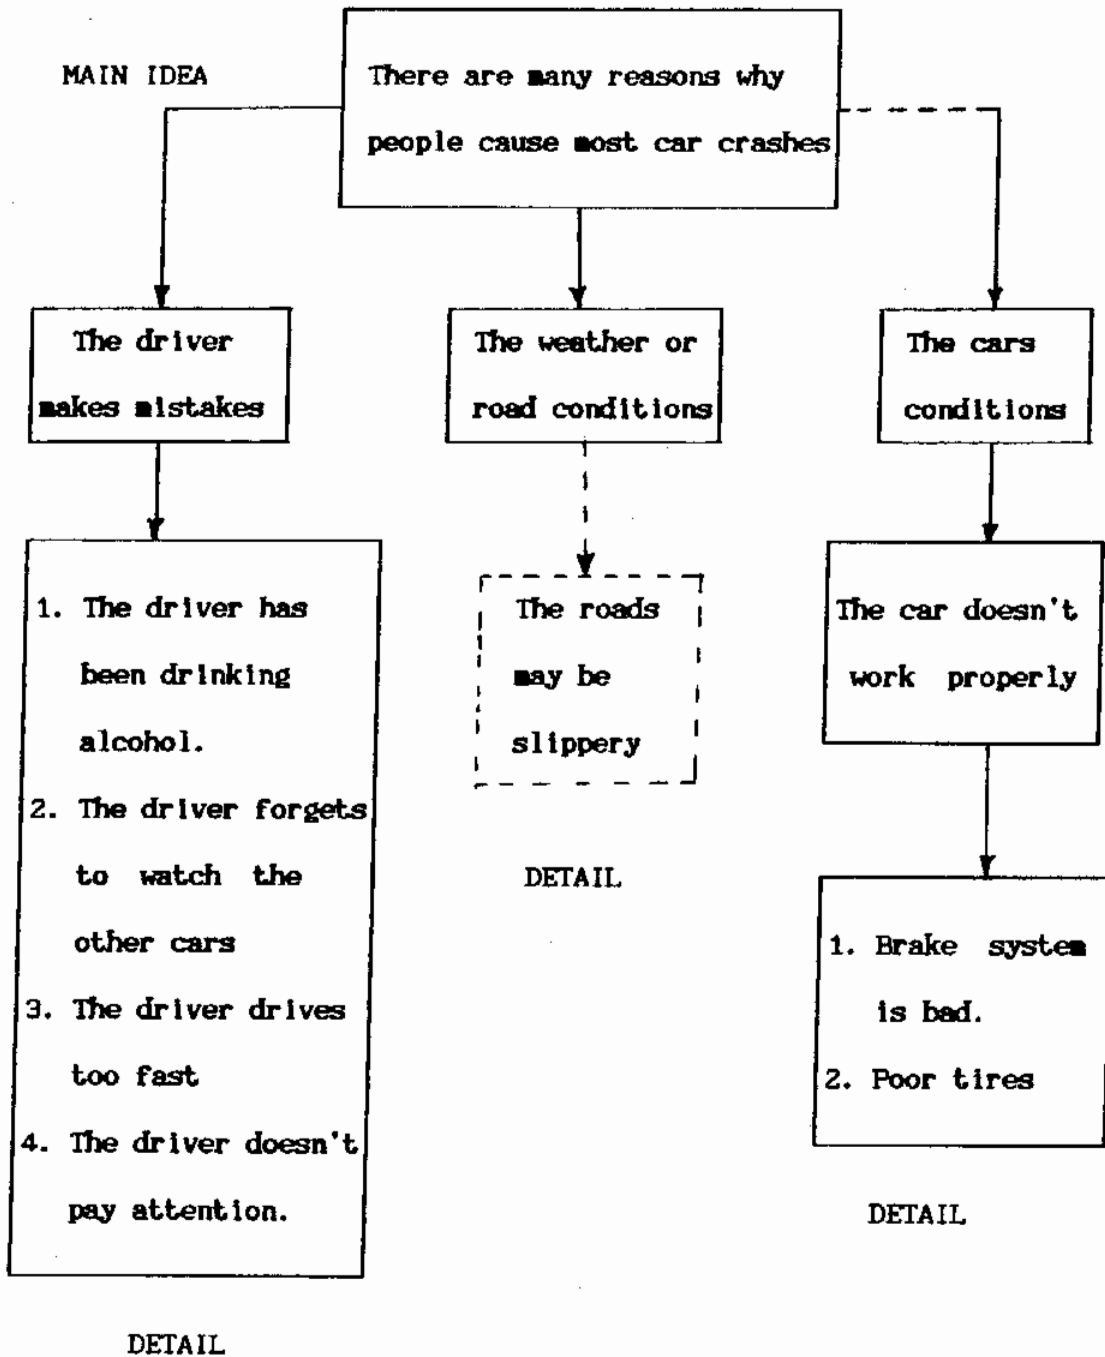 MAIN IDEA
There are many reasons why
people cause most car crashes
The driver
makes mistakes
The weather or
road conditions
The cars
conditions
1. The driver has
been drinking
alcohol.
2. The driver forgets
to watch the
other cars
3. The driver drives
too fast
4. The driver doesn't
pay attention.
DETAIL
The roads
may be
slippery
DETAIL
The car doesn't
work properly
1. Brake system
is bad.
2. Poor tires
DETAIL